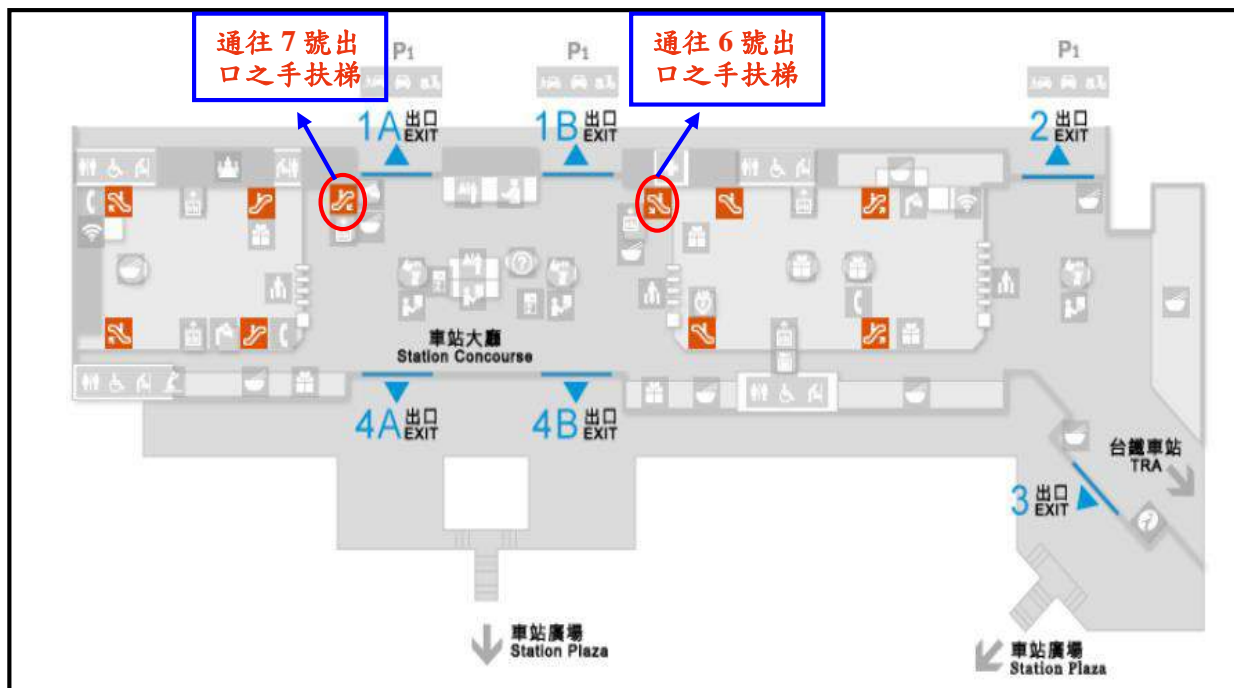 通往 7 號出
口之手扶梯
通往 6 號出
口之手扶梯
P1
P1
P1
1A 出口 EXIT
1B 出口 EXIT
2 出口 EXIT
車站大廳
Station Concourse
4A 出口 EXIT
4B 出口 EXIT
台鐵車站
TRA
3 出口 EXIT
車站廣場
Station Plaza
車站廣場
Station Plaza